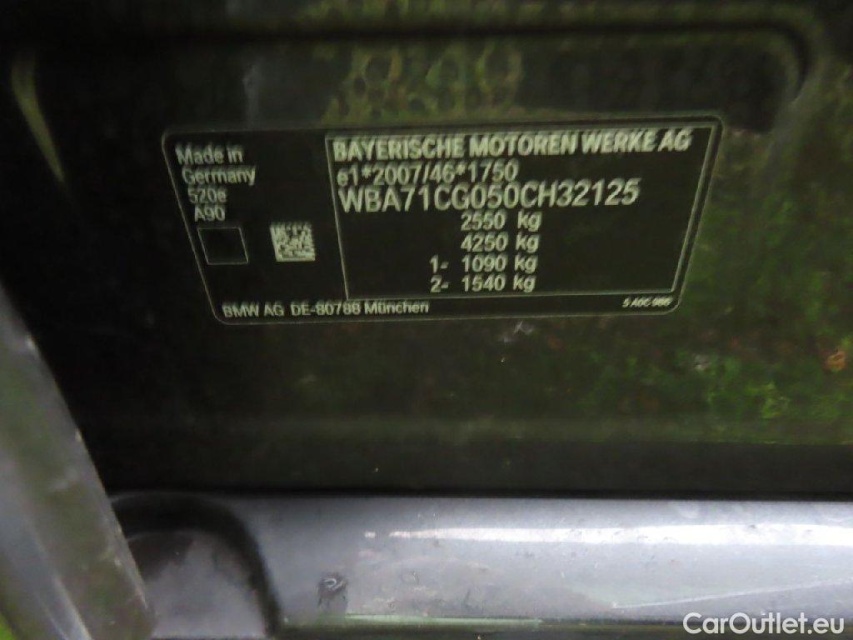 Made in
Germany
520e
A90
BAYERISCHE MOTOREN WERKE AG
e1*2007/46*1750
WBA71CG050CH32125
2550 kg
4250 kg
1- 1090 kg
2- 1540 kg
BMW AG DE-80788 München
CarOutlet.eu